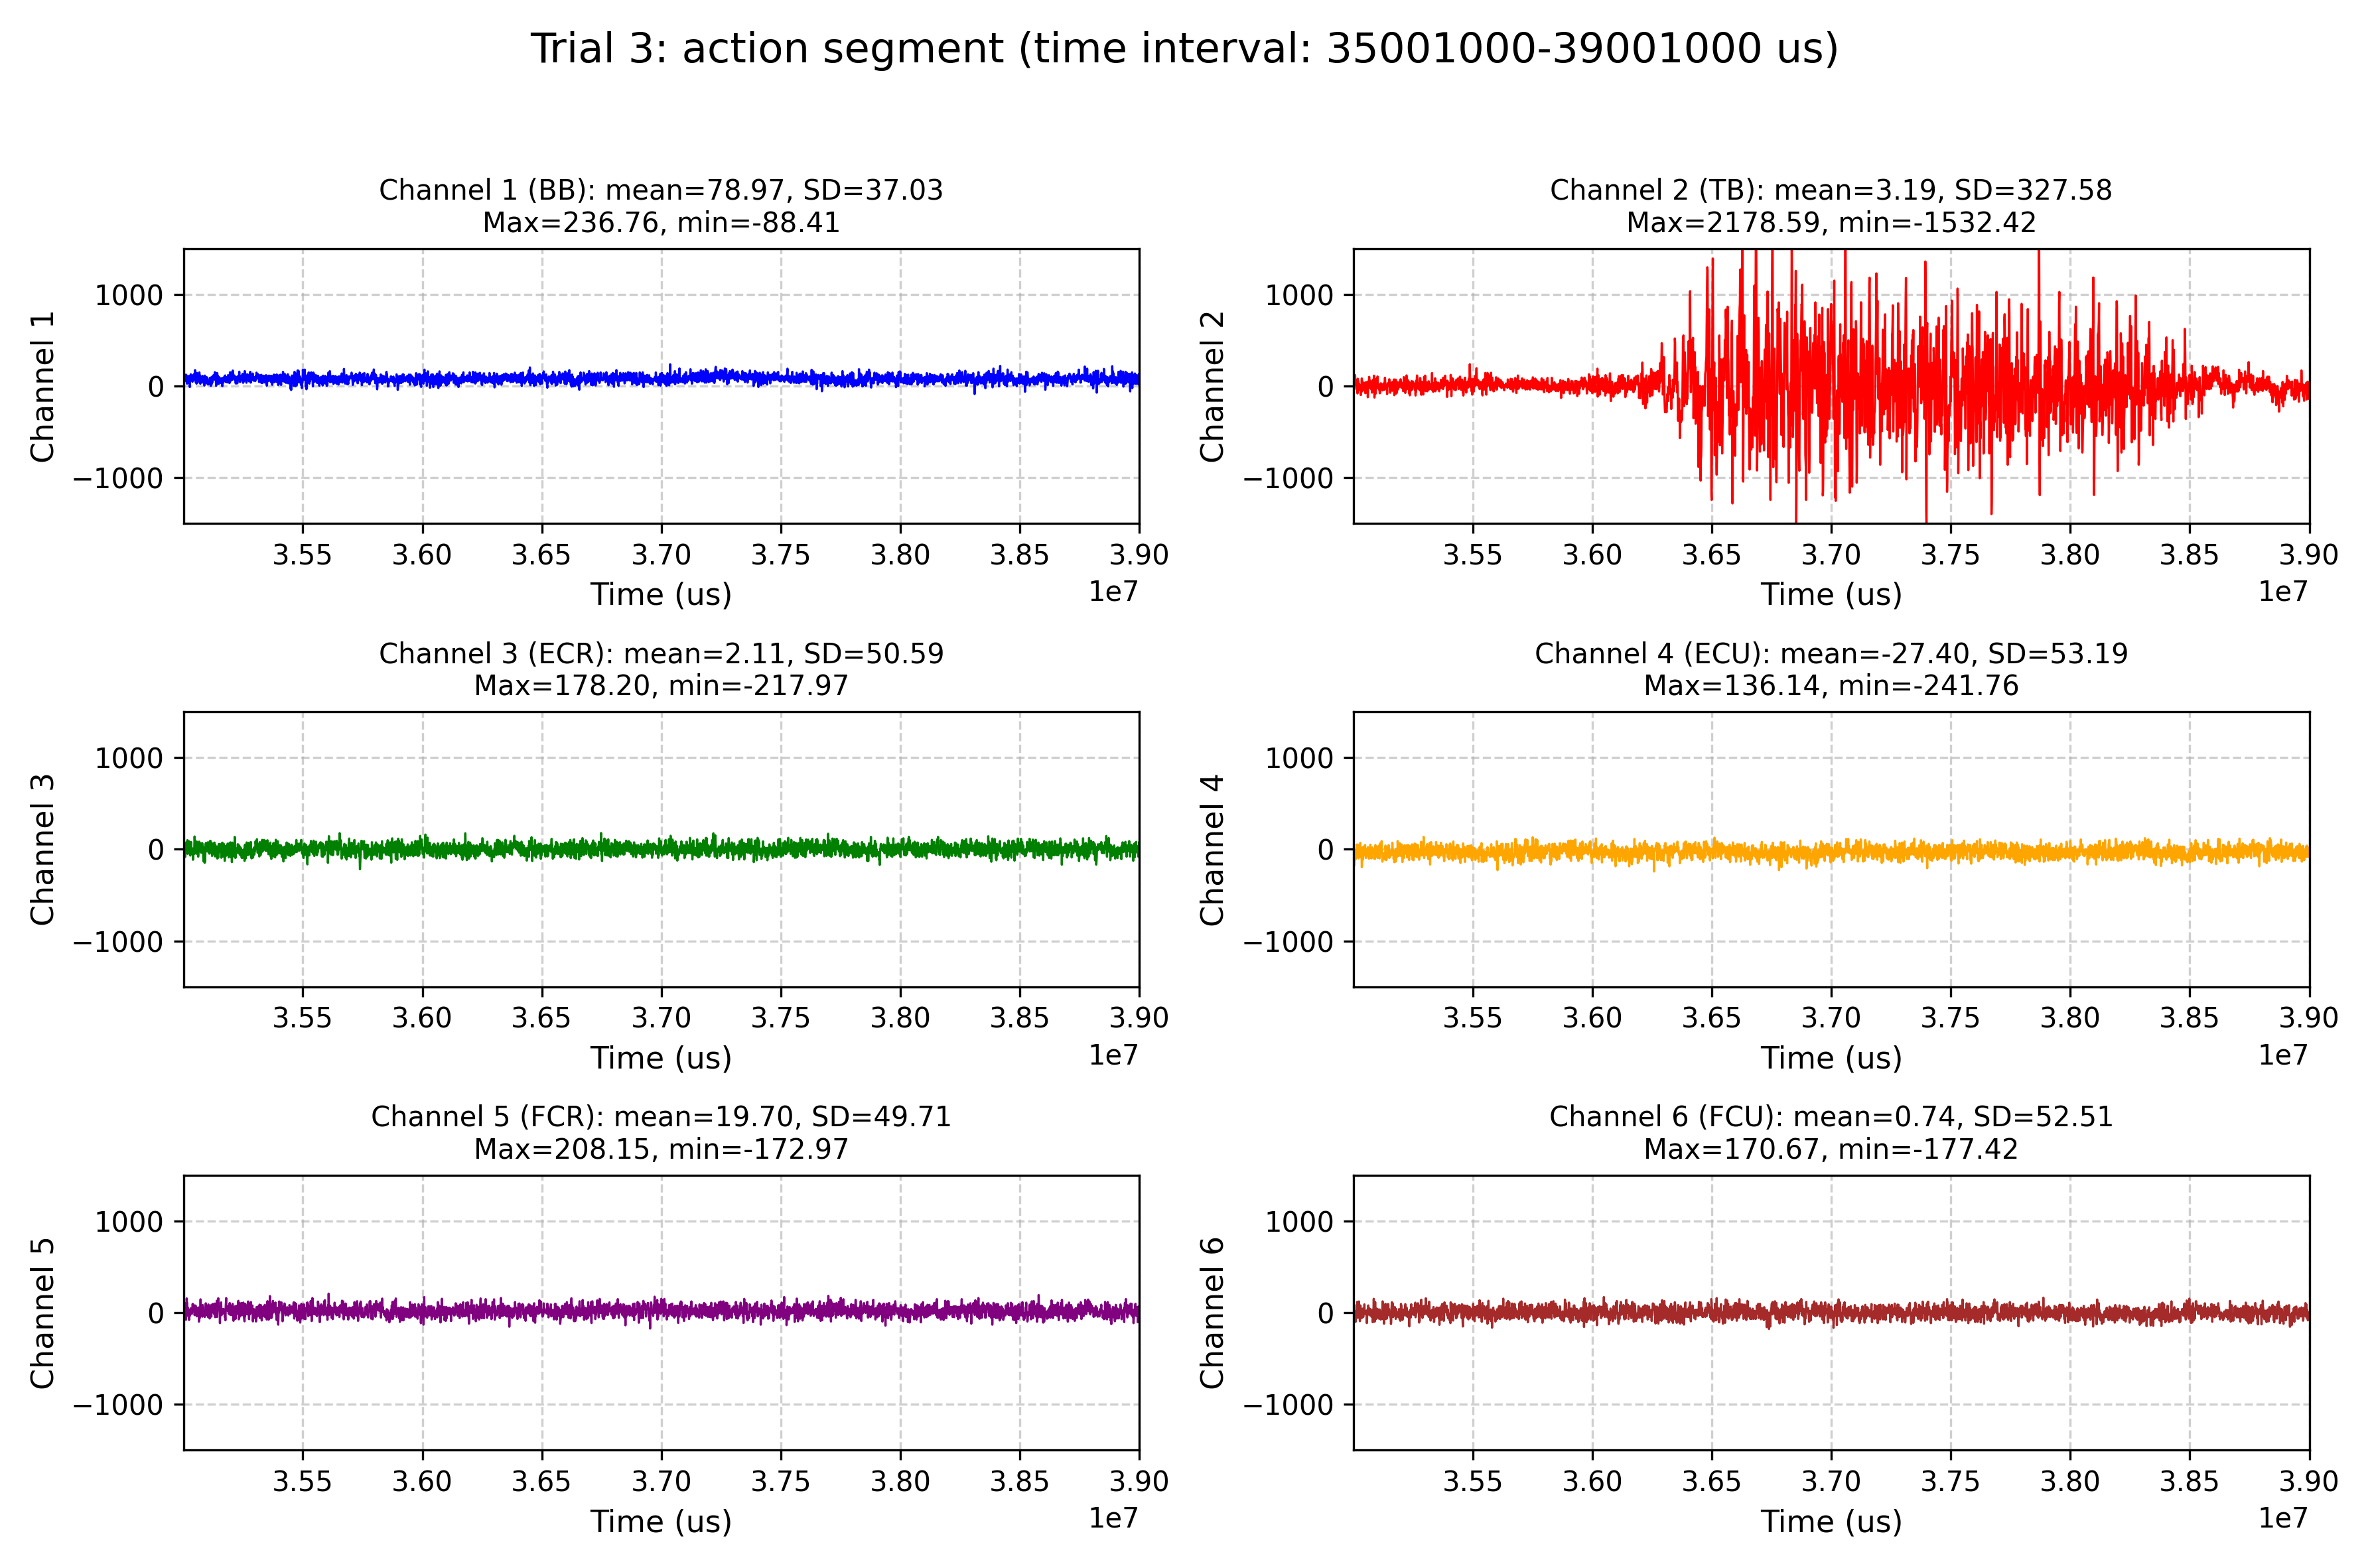 Trial 3: action segment (time interval: 35001000-39001000 us)
Channel 1 (BB): mean=78.97, SD=37.03
Max=236.76, min=-88.41
Channel 1
1000
0
−1000
3.55 3.60 3.65 3.70 3.75 3.80 3.85 3.90
Time (us)
1e7
Channel 2 (TB): mean=3.19, SD=327.58
Max=2178.59, min=-1532.42
Channel 2
1000
0
−1000
3.55 3.60 3.65 3.70 3.75 3.80 3.85 3.90
Time (us)
1e7
Channel 3 (ECR): mean=2.11, SD=50.59
Max=178.20, min=-217.97
Channel 3
1000
0
−1000
3.55 3.60 3.65 3.70 3.75 3.80 3.85 3.90
Time (us)
1e7
Channel 4 (ECU): mean=-27.40, SD=53.19
Max=136.14, min=-241.76
Channel 4
1000
0
−1000
3.55 3.60 3.65 3.70 3.75 3.80 3.85 3.90
Time (us)
1e7
Channel 5 (FCR): mean=19.70, SD=49.71
Max=208.15, min=-172.97
Channel 5
1000
0
−1000
3.55 3.60 3.65 3.70 3.75 3.80 3.85 3.90
Time (us)
1e7
Channel 6 (FCU): mean=0.74, SD=52.51
Max=170.67, min=-177.42
Channel 6
1000
0
−1000
3.55 3.60 3.65 3.70 3.75 3.80 3.85 3.90
Time (us)
1e7